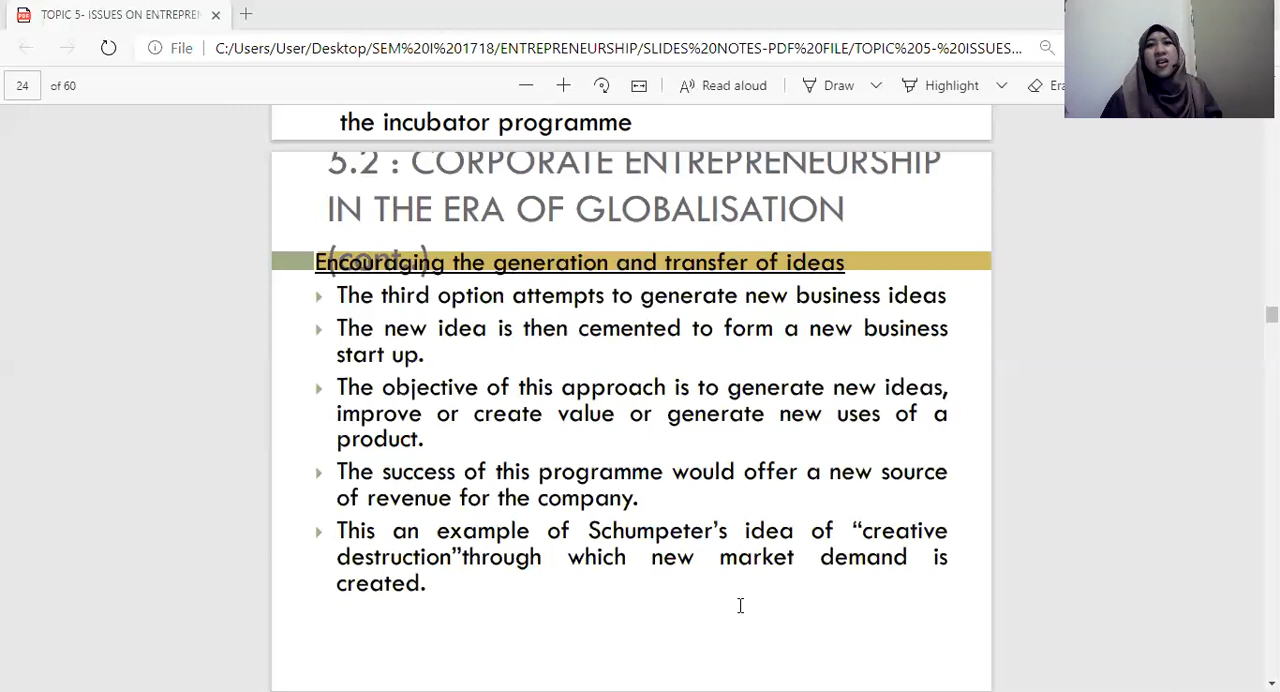 TOPIC 5- ISSUES ON ENTREPREN
File
C:/Users/User/Desktop/SEM%20I%201718/ENTREPRENEURSHIP/SLIDES%20NOTES-PDF%20FILE/TOPIC%205-%20ISSUES...
24
of 60
Read aloud
Draw
Highlight
Era
the incubator programme
5.2 : CORPORATE ENTREPRENEURSHIP
IN THE ERA OF GLOBALISATION
(cont..)
Encouraging the generation and transfer of ideas
The third option attempts to generate new business ideas
The new idea is then cemented to form a new business
start up.
The objective of this approach is to generate new ideas,
improve or create value or generate new uses of a
product.
The success of this programme would offer a new source
of revenue for the company.
This an example of Schumpeter's idea of “creative
destruction”through which new market demand is
created.